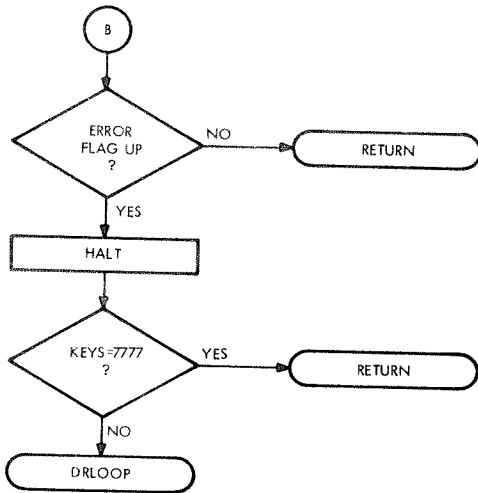 B
ERROR
FLAG UP
?
NO
RETURN
YES
HALT
KEYS=7777
?
YES
RETURN
NO
DRLOOP